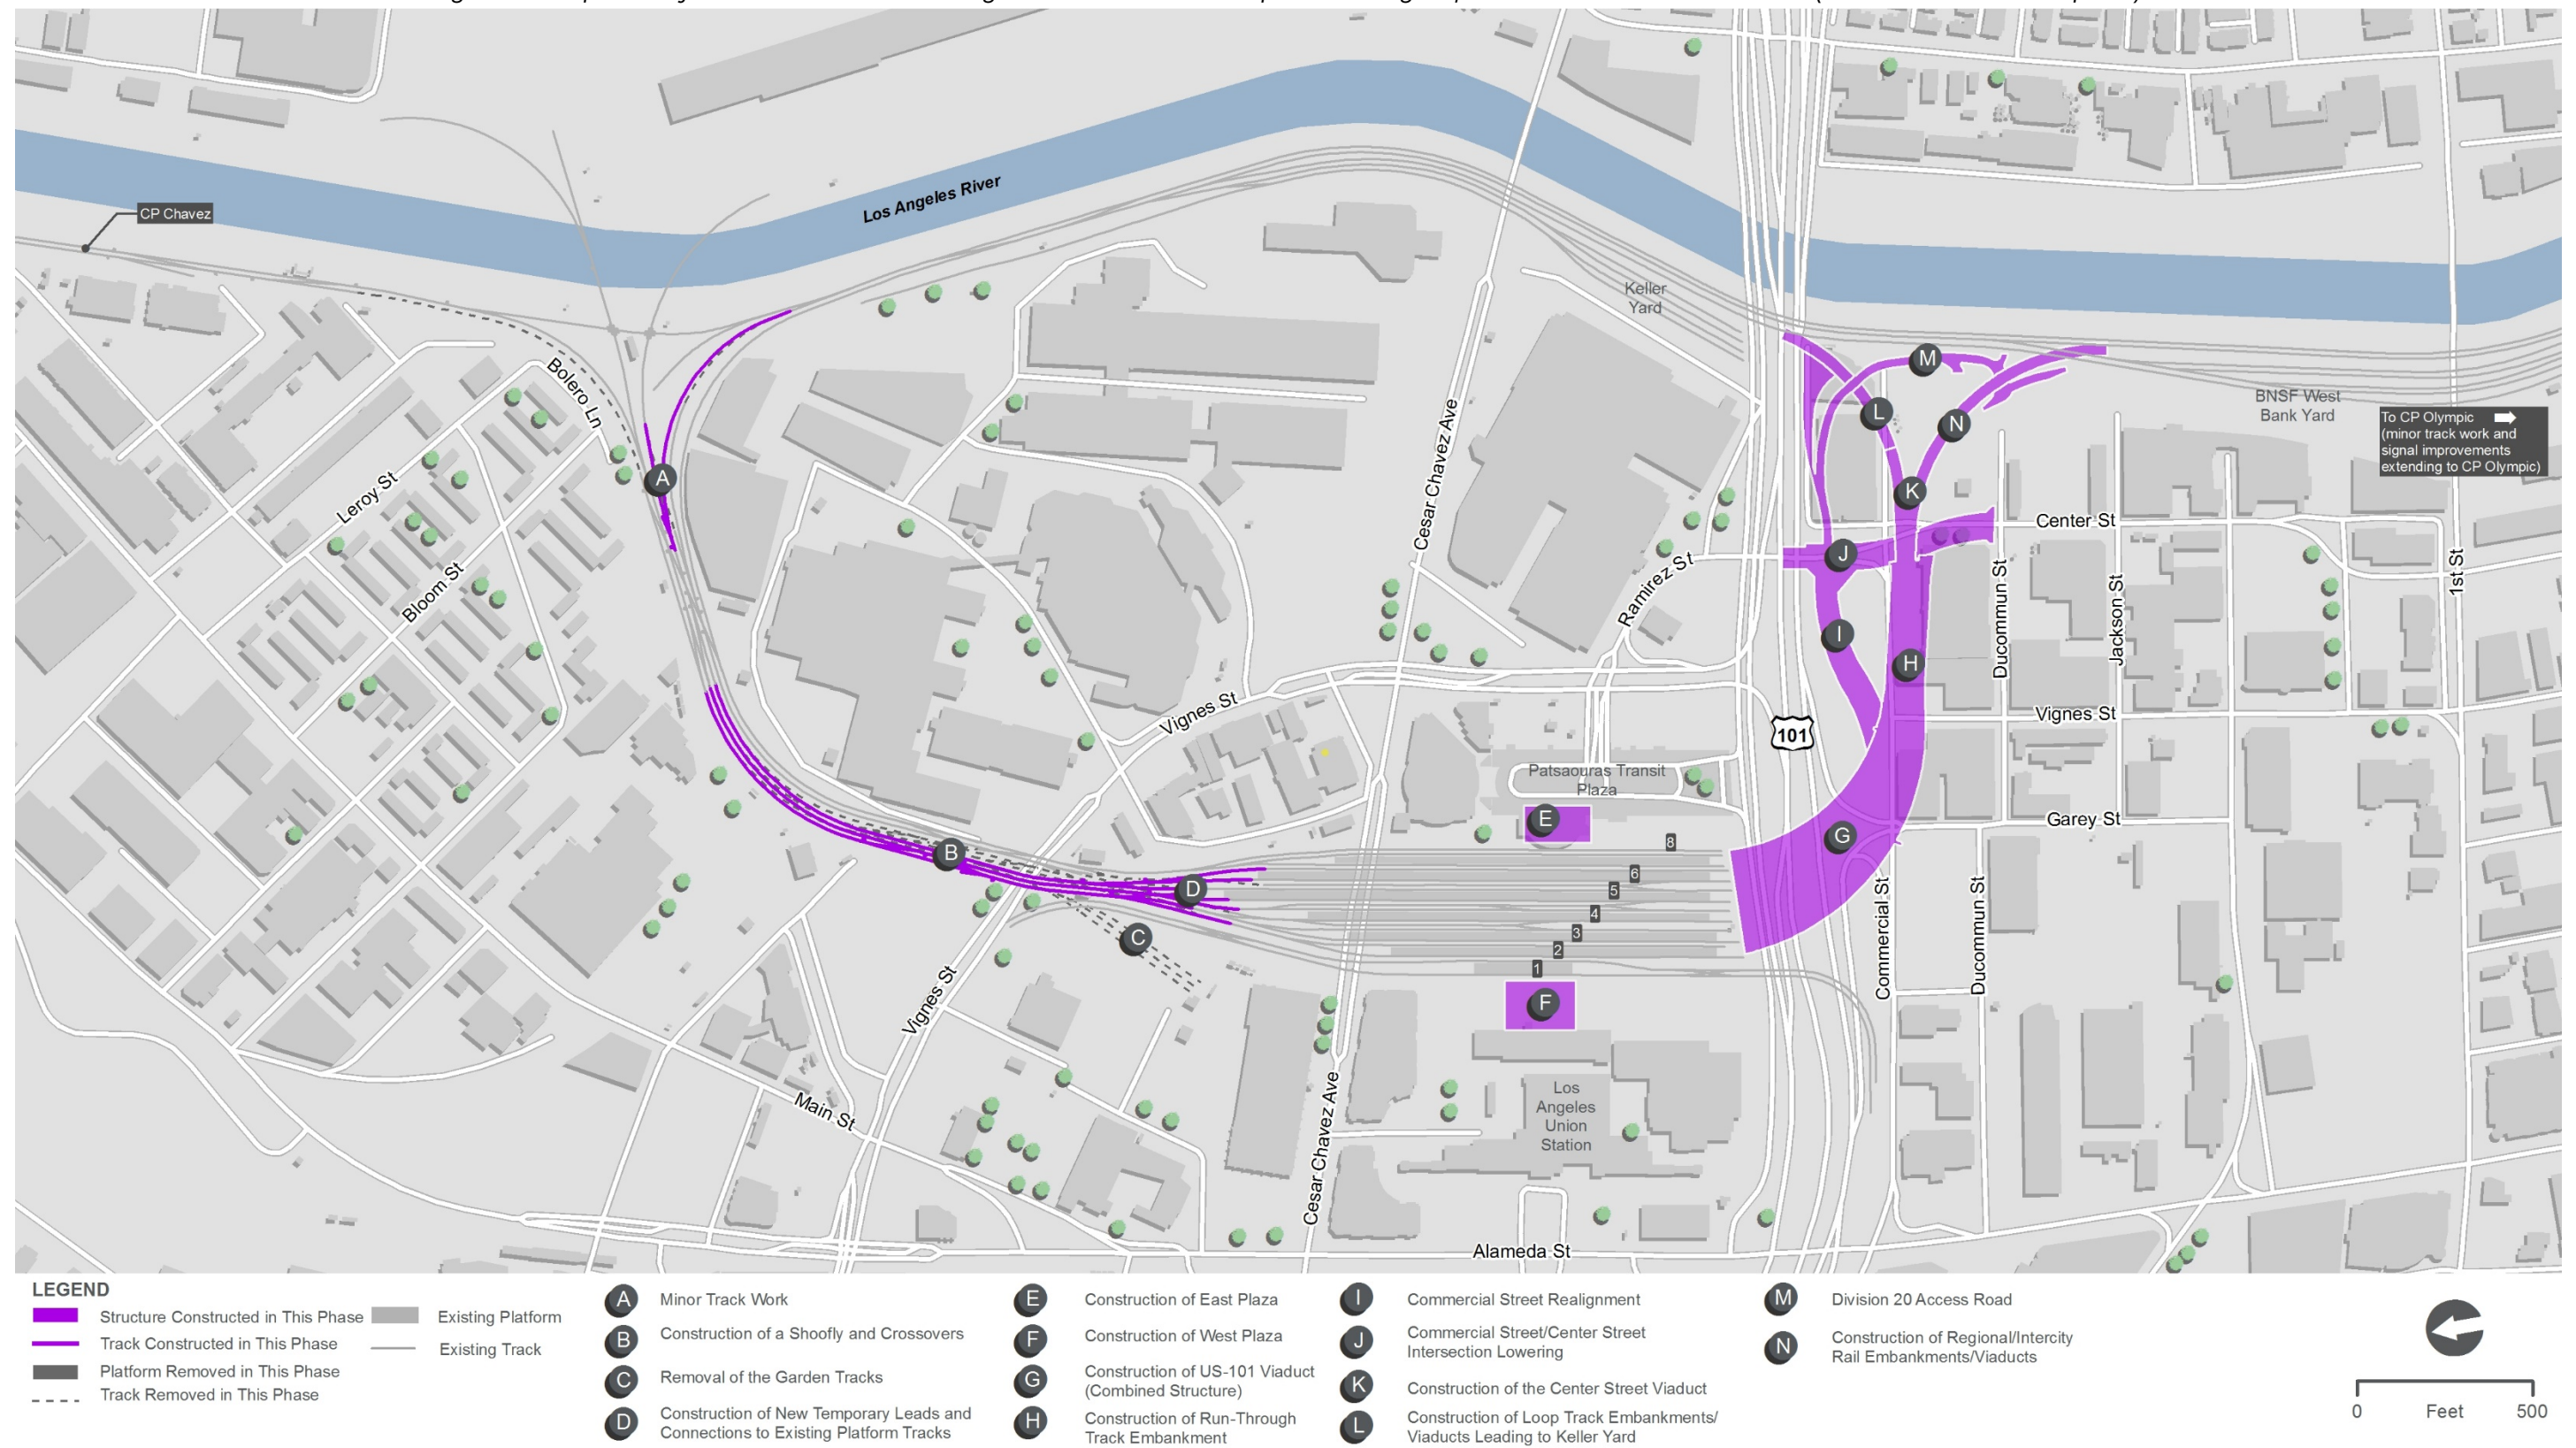 CP Chavez
Los Angeles River
Keller
Yard
BNSF West
Bank Yard
To CP Olympic
(minor track work and
signal improvements
extending to CP Olympic)
Bolero Ln
Leroy St
Bloom St
Cesar Chavez Ave
Ramirez St
Center St
Ducommun St
Jackson St
1st St
Vignes St
Vignes St
101
Patsaouras Transit
Plaza
Garey St
Commercial St
Ducommun St
Vignes St
Main St
Cesar Chavez Ave
Los
Angeles
Union
Station
Alameda St
A
B
C
D
E
F
G
H
I
J
K
L
M
N
8
6
5
4
3
2
1
LEGEND
Structure Constructed in This Phase
Track Constructed in This Phase
Platform Removed in This Phase
Track Removed in This Phase
Existing Platform
Existing Track
A Minor Track Work
B Construction of a Shoofly and Crossovers
C Removal of the Garden Tracks
D Construction of New Temporary Leads and
Connections to Existing Platform Tracks
E Construction of East Plaza
F Construction of West Plaza
G Construction of US-101 Viaduct
(Combined Structure)
H Construction of Run-Through
Track Embankment
I Commercial Street Realignment
J Commercial Street/Center Street
Intersection Lowering
K Construction of the Center Street Viaduct
L Construction of Loop Track Embankments/
Viaducts Leading to Keller Yard
M Division 20 Access Road
N Construction of Regional/Intercity
Rail Embankments/Viaducts
0 Feet 500